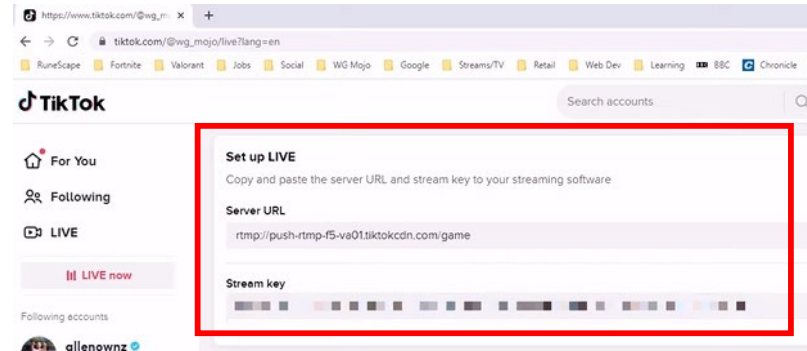 https://www.tiktok.com/@wg_m
tiktok.com/@wg_mojo/live?lang=en
RuneScape Fortnite Valorant Jobs Social WG Mojo Google Streams/TV Retail Web Dev Learning BBC Chronicle
TikTok
Search accounts
For You
Following
LIVE
LIVE now
Following accounts
allenownz
Set up LIVE
Copy and paste the server URL and stream key to your streaming software
Server URL
rtmp://push-rtmp-f5-va01.tiktokcdn.com/game
Stream key